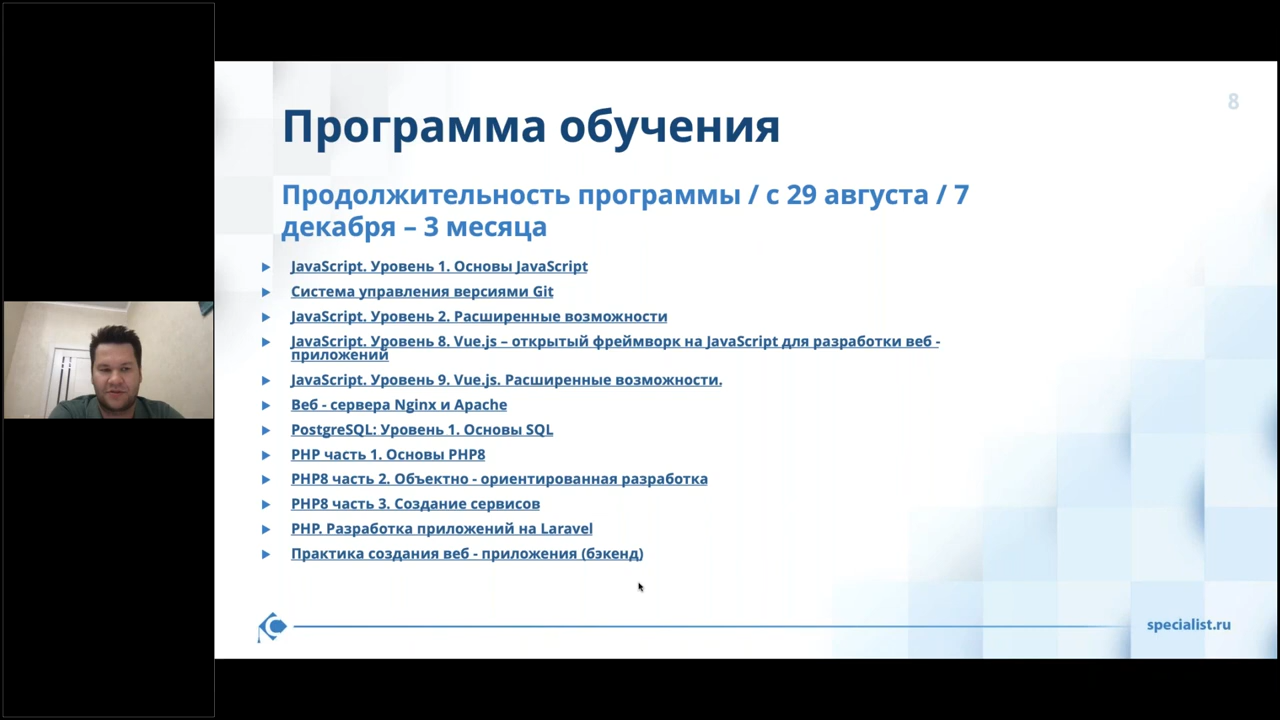 8
Программа обучения
Продолжительность программы / с 29 августа / 7
декабря – 3 месяца
JavaScript. Уровень 1. Основы JavaScript
Система управления версиями Git
JavaScript. Уровень 2. Расширенные возможности
JavaScript. Уровень 8. Vue.js – открытый фреймворк на JavaScript для разработки веб -
приложений
JavaScript. Уровень 9. Vue.js. Расширенные возможности.
Веб - сервера Nginx и Apache
PostgreSQL: Уровень 1. Основы SQL
PHP часть 1. Основы PHP8
PHP8 часть 2. Объектно - ориентированная разработка
PHP8 часть 3. Создание сервисов
PHP. Разработка приложений на Laravel
Практика создания веб - приложения (бэкенд)
specialist.ru